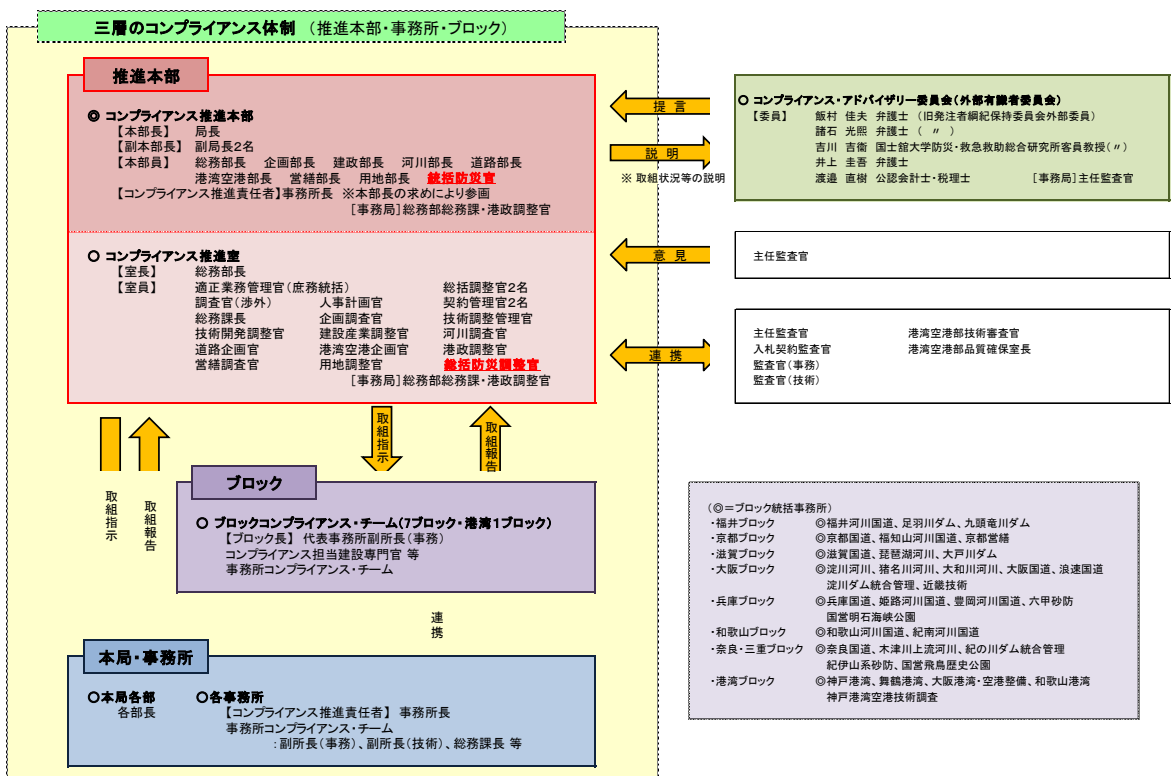 三層のコンプライアンス体制 （推進本部・事務所・ブロック）
推進本部
◎ コンプライアンス推進本部
【本部長】 局長
【副本部長】 副局長2名
【本部員】 総務部長 企画部長 建政部長 河川部長 道路部長
港湾空港部長 営繕部長 用地部長 統括防災官
【コンプライアンス推進責任者】事務所長 ※本部長の求めにより参画
［事務局］総務部総務課・港政調整官
○ コンプライアンス推進室
【室長】 総務部長
【室員】 適正業務管理官（庶務統括） 総括調整官2名
調査官（渉外） 人事計画官 契約管理官2名
総務課長 企画調査官 技術調整管理官
技術開発調整官 建設産業調整官 河川調査官
道路企画官 港湾空港企画官 港政調整官
営繕調査官 用地調整官 総括防災調整官
［事務局］総務部総務課・港政調整官
提 言
説 明
※ 取組状況等の説明
意 見
連 携
○ コンプライアンス・アドバイザリー委員会（外部有識者委員会）
【委員】 飯村 佳夫 弁護士 （旧発注者綱紀保持委員会外部委員）
諸石 光熙 弁護士 （ 〃 ）
吉川 吉衞 国士舘大学防災・救急救助総合研究所客員教授（〃）
井上 圭吾 弁護士
渡邉 直樹 公認会計士・税理士 ［事務局］主任監査官
主任監査官
主任監査官 港湾空港部技術審査官
入札契約監査官 港湾空港部品質確保室長
監査官（事務）
監査官（技術）
取組指示
取組報告
取組指示
取組報告
ブロック
○ ブロックコンプライアンス・チーム（7ブロック・港湾1ブロック）
【ブロック長】 代表事務所副所長（事務）
コンプライアンス担当建設専門官 等
事務所コンプライアンス・チーム
連携
本局・事務所
○本局各部 ○各事務所
各部長 【コンプライアンス推進責任者】 事務所長
事務所コンプライアンス・チーム
：副所長（事務）、副所長（技術）、総務課長 等
（◎＝ブロック統括事務所）
・福井ブロック ◎福井河川国道、足羽川ダム、九頭竜川ダム
・京都ブロック ◎京都国道、福知山河川国道、京都営繕
・滋賀ブロック ◎滋賀国道、琵琶湖河川、大戸川ダム
・大阪ブロック ◎淀川河川、猪名川河川、大和川河川、大阪国道、浪速国道
淀川ダム統合管理、近畿技術
・兵庫ブロック ◎兵庫国道、姫路河川国道、豊岡河川国道、六甲砂防
国営明石海峡公園
・和歌山ブロック ◎和歌山河川国道、紀南河川国道
・奈良・三重ブロック ◎奈良国道、木津川上流河川、紀の川ダム統合管理
紀伊山系砂防、国営飛鳥歴史公園
・港湾ブロック ◎神戸港湾、舞鶴港湾、大阪港湾・空港整備、和歌山港湾
神戸港湾空港技術調査